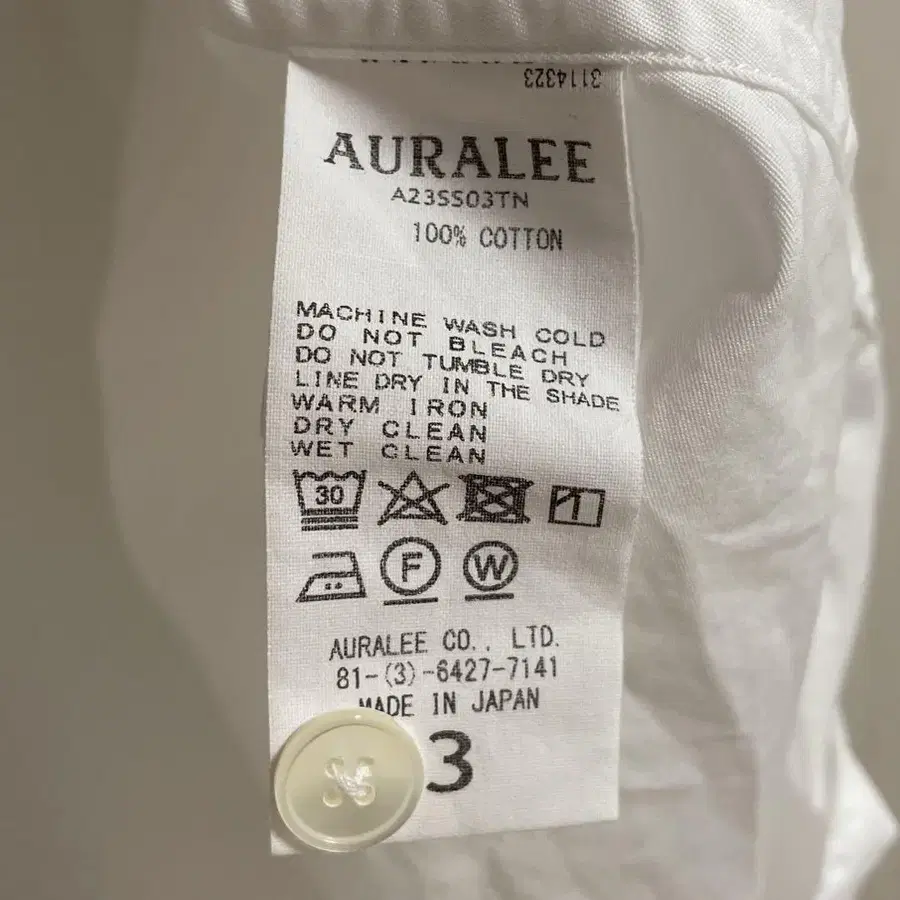 3114323
AURALEE
A23SS03TN
100% COTTON
MACHINE WASH COLD
DO NOT BLEACH
DO NOT TUMBLE DRY
LINE DRY IN THE SHADE
WARM IRON
DRY CLEAN
WET CLEAN
30
F W
AURALEE CO., LTD.
81-(3)-6427-7141
MADE IN JAPAN
3